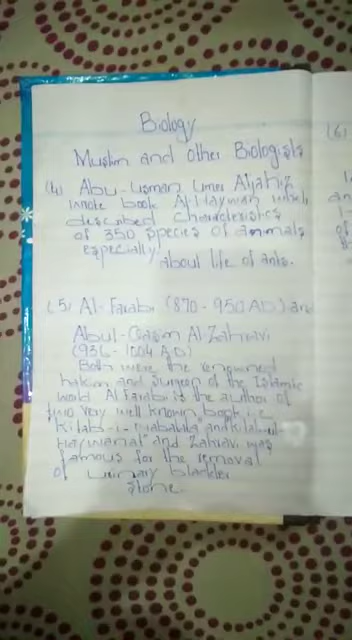 Biology
Muslim and other Biologists
(4) Abu-Usman Umer Aljahiz
wrote book Al-Haywan which
described characteristics
of 350 species of animals
especially
about life of ants.
(5) Al-Farabi (870-950 AD) and
Abul-Qasim Al-Zahravi
(936-1004 AD)
Both were the renowned
hakim and surgeon of the Islamic
world Al Farabi is the author of
two very well known book i.e
Kitab-i-Nabatta and kitab-ul-
Haywanat and Zahravi was
famous for the removal
of urinary bladder
stone.
(6)